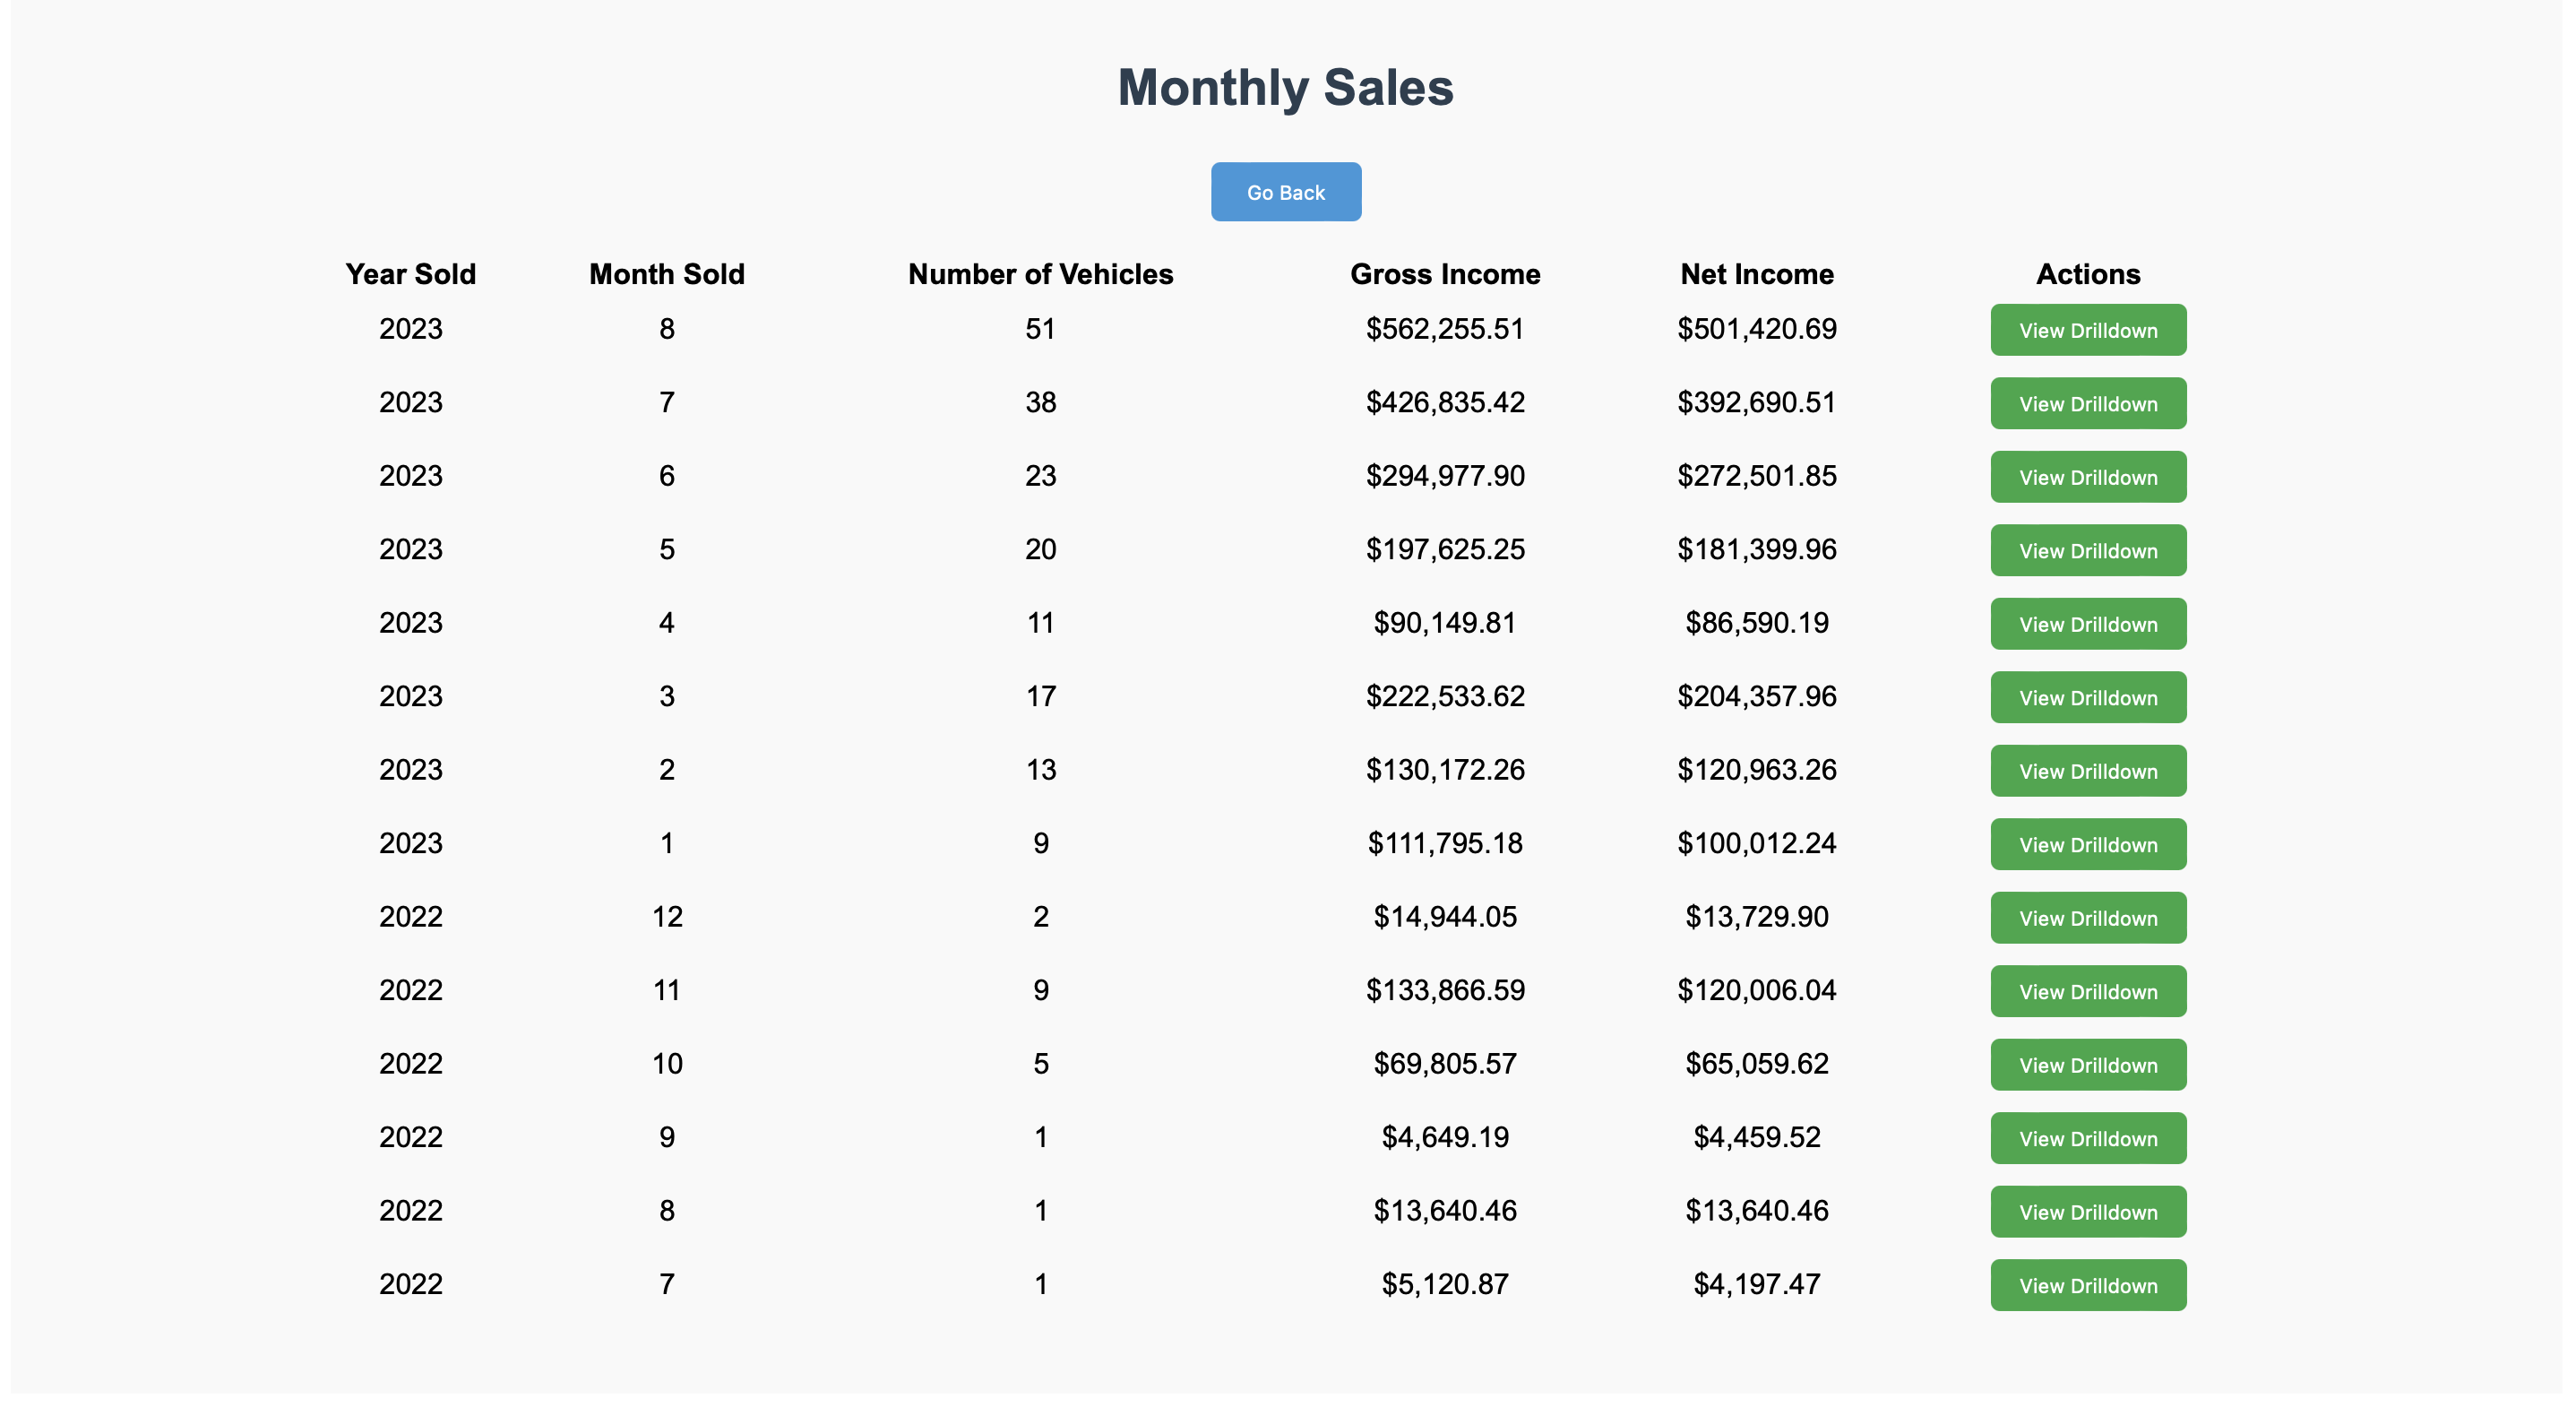 Monthly Sales
Go Back
Year Sold Month Sold Number of Vehicles Gross Income Net Income Actions
2023 8 51 $562,255.51 $501,420.69 View Drilldown
2023 7 38 $426,835.42 $392,690.51 View Drilldown
2023 6 23 $294,977.90 $272,501.85 View Drilldown
2023 5 20 $197,625.25 $181,399.96 View Drilldown
2023 4 11 $90,149.81 $86,590.19 View Drilldown
2023 3 17 $222,533.62 $204,357.96 View Drilldown
2023 2 13 $130,172.26 $120,963.26 View Drilldown
2023 1 9 $111,795.18 $100,012.24 View Drilldown
2022 12 2 $14,944.05 $13,729.90 View Drilldown
2022 11 9 $133,866.59 $120,006.04 View Drilldown
2022 10 5 $69,805.57 $65,059.62 View Drilldown
2022 9 1 $4,649.19 $4,459.52 View Drilldown
2022 8 1 $13,640.46 $13,640.46 View Drilldown
2022 7 1 $5,120.87 $4,197.47 View Drilldown